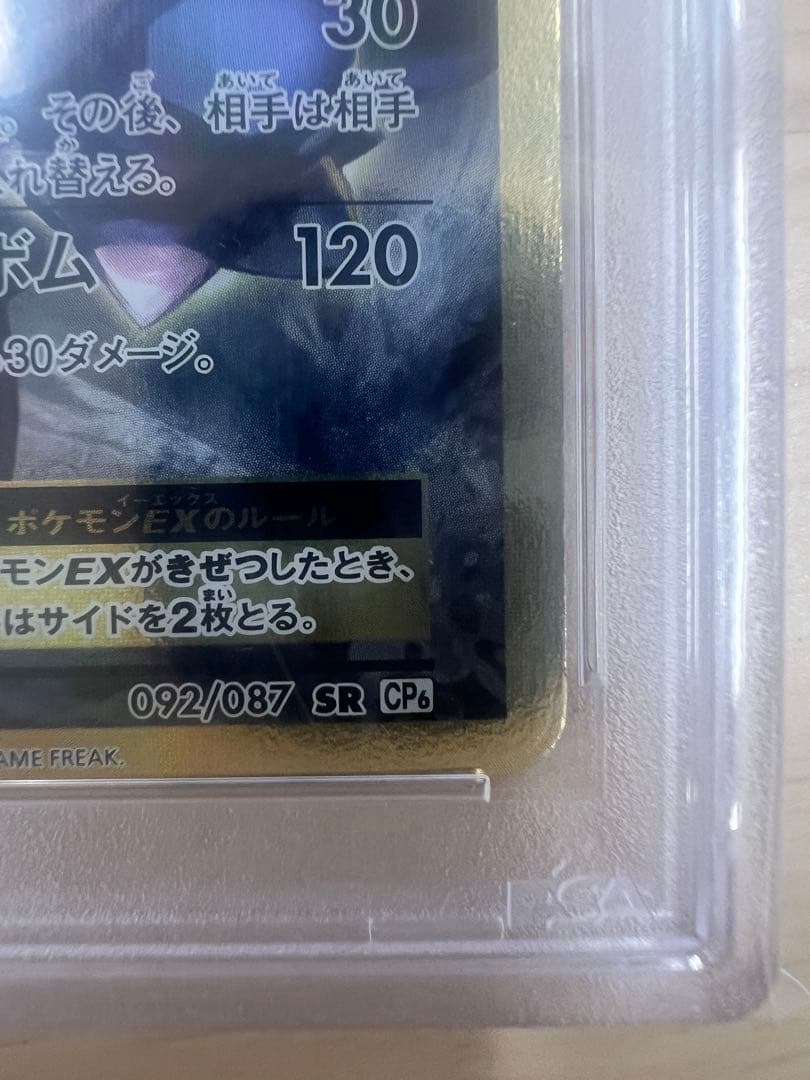 30
。その後、相手は相手
れ替える。
ボム 120
30ダメージ。
ポケモンEXのルール
モンEXがきぜつしたとき、
はサイドを2枚とる。
092/087 SR CP6
AME FREAK.
PSA